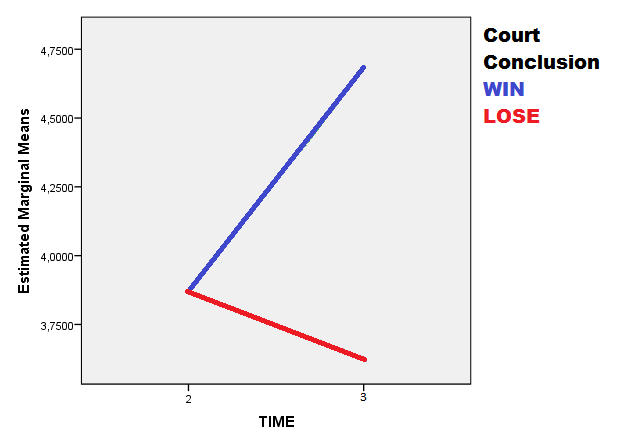 Court
Conclusion
WIN
LOSE
Estimated Marginal Means
4,7500
4,5000
4,2500
4,0000
3,7500
2
3
TIME